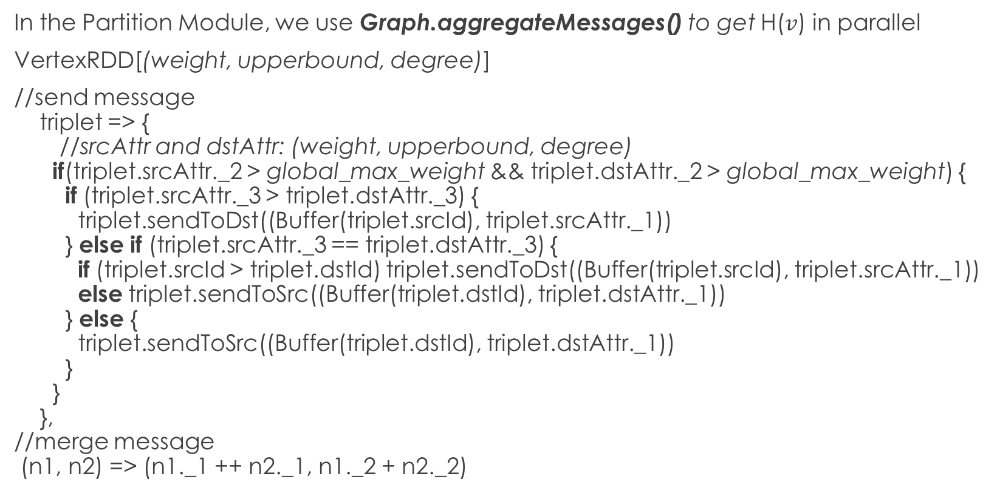 In the Partition Module, we use Graph.aggregateMessages() to get H(v) in parallel
VertexRDD[(weight, upperbound, degree)]
//send message
triplet => {
//srcAttr and dstAttr: (weight, upperbound, degree)
if(triplet.srcAttr._2 > global_max_weight && triplet.dstAttr._2 > global_max_weight) {
if (triplet.srcAttr._3 > triplet.dstAttr._3) {
triplet.sendToDst((Buffer(triplet.srcId), triplet.srcAttr._1))
} else if (triplet.srcAttr._3 == triplet.dstAttr._3) {
if (triplet.srcId > triplet.dstId) triplet.sendToDst((Buffer(triplet.srcId), triplet.srcAttr._1))
else triplet.sendToSrc((Buffer(triplet.dstId), triplet.dstAttr._1))
} else {
triplet.sendToSrc((Buffer(triplet.dstId), triplet.dstAttr._1))
}
}
},
//merge message
(n1, n2) => (n1._1 ++ n2._1, n1._2 + n2._2)